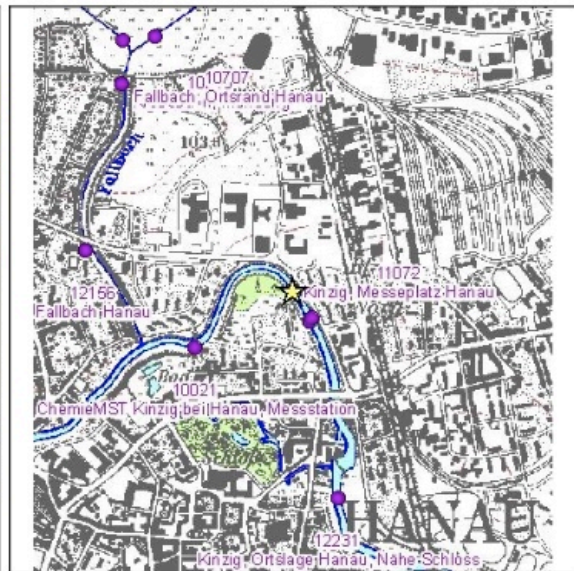 10707
Fallbach, Ortsrand Hanau
103
Fallbach
11072
Kinzig, Messeplatz Hanau
12156
Fallbach Hanau
10021
ChemieMST, Kinzig bei Hanau, Messstation
HANAU
12231
Kinzig, Ortslage Hanau, Nähe Schloss